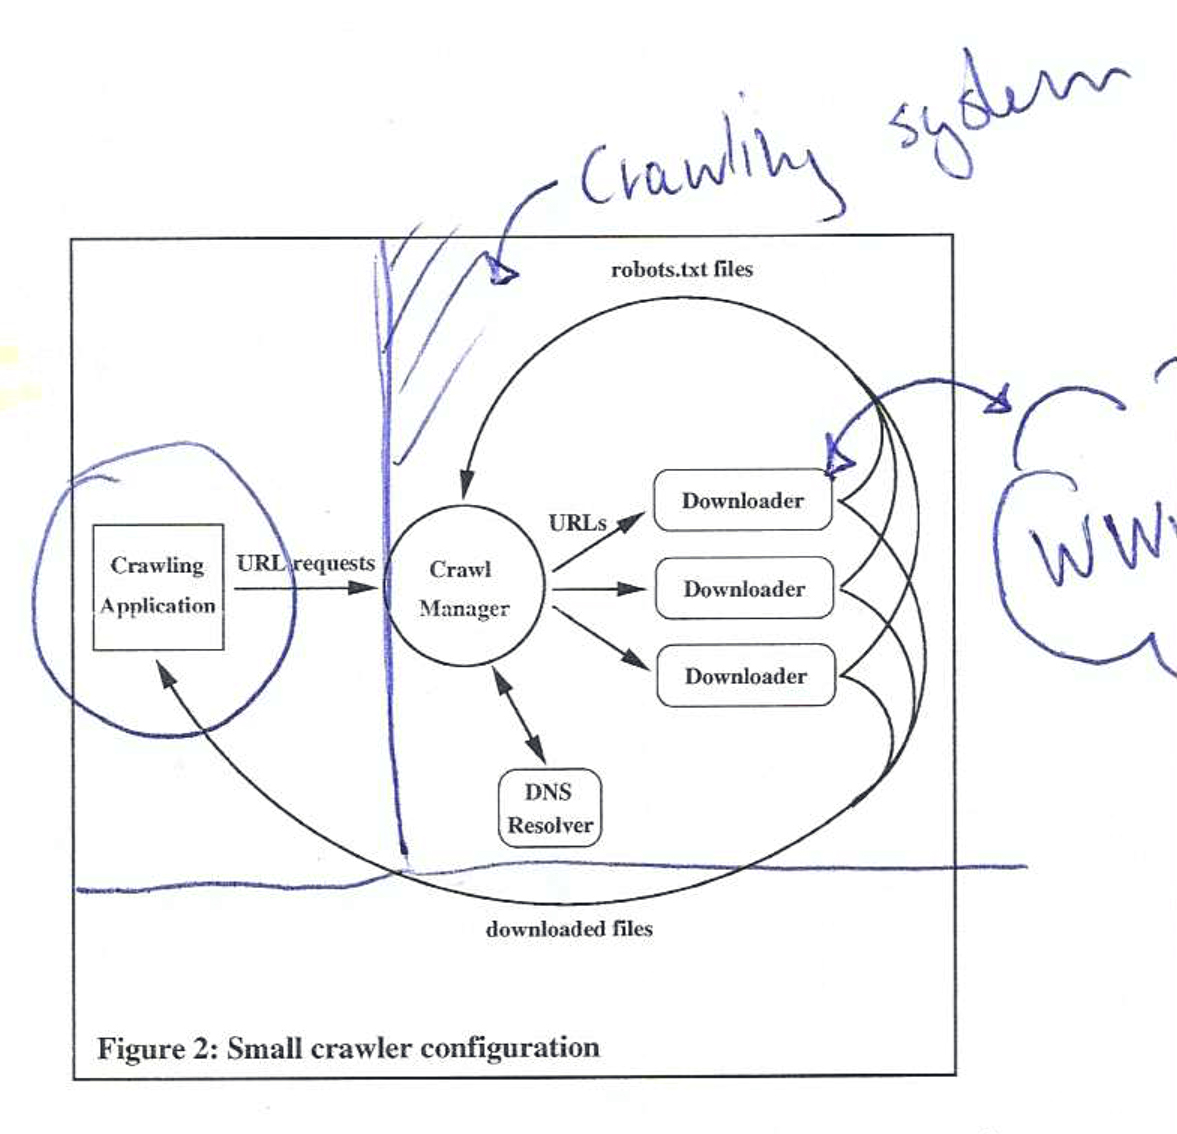 Crawling system
robots.txt files
Downloader
URLs
WW
Crawling
Application
URL requests
Crawl
Manager
Downloader
Downloader
DNS
Resolver
downloaded files
Figure 2: Small crawler configuration